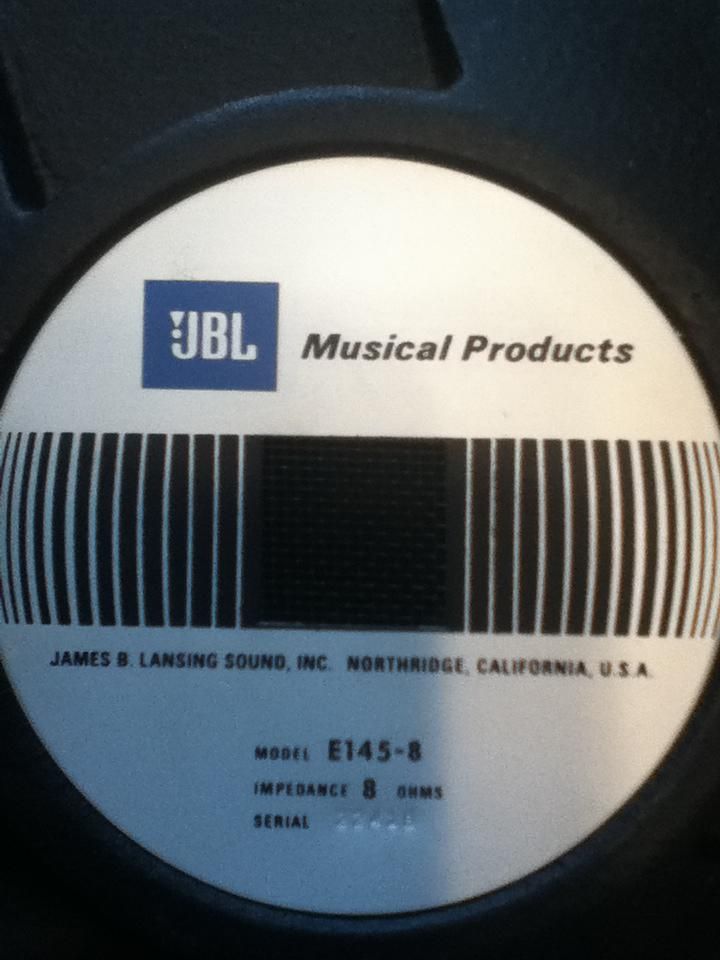 JBL Musical Products
JAMES B. LANSING SOUND, INC. NORTHRIDGE, CALIFORNIA, U.S.A.
MODEL E145-8
IMPEDANCE 8 OHMS
SERIAL